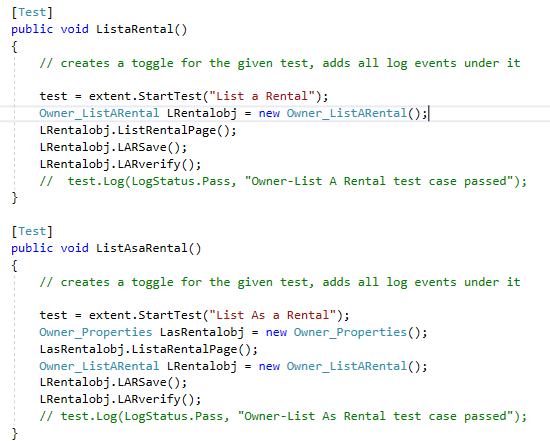 [Test]
public void ListaRental()
{
// creates a toggle for the given test, adds all log events under it
test = extent.StartTest("List a Rental");
Owner_ListARental LRentalobj = new Owner_ListARental();
LRentalobj.ListRentalPage();
LRentalobj.LARSave();
LRentalobj.LARverify();
//  test.Log(LogStatus.Pass, "Owner-List A Rental test case passed");
}
[Test]
public void ListAsaRental()
{
// creates a toggle for the given test, adds all log events under it
test = extent.StartTest("List As a Rental");
Owner_Properties LasRentalobj = new Owner_Properties();
LasRentalobj.ListaRentalPage();
Owner_ListARental LRentalobj = new Owner_ListARental();
LRentalobj.LARSave();
LRentalobj.LARverify();
// test.Log(LogStatus.Pass, "Owner-List As Rental test case passed");
}